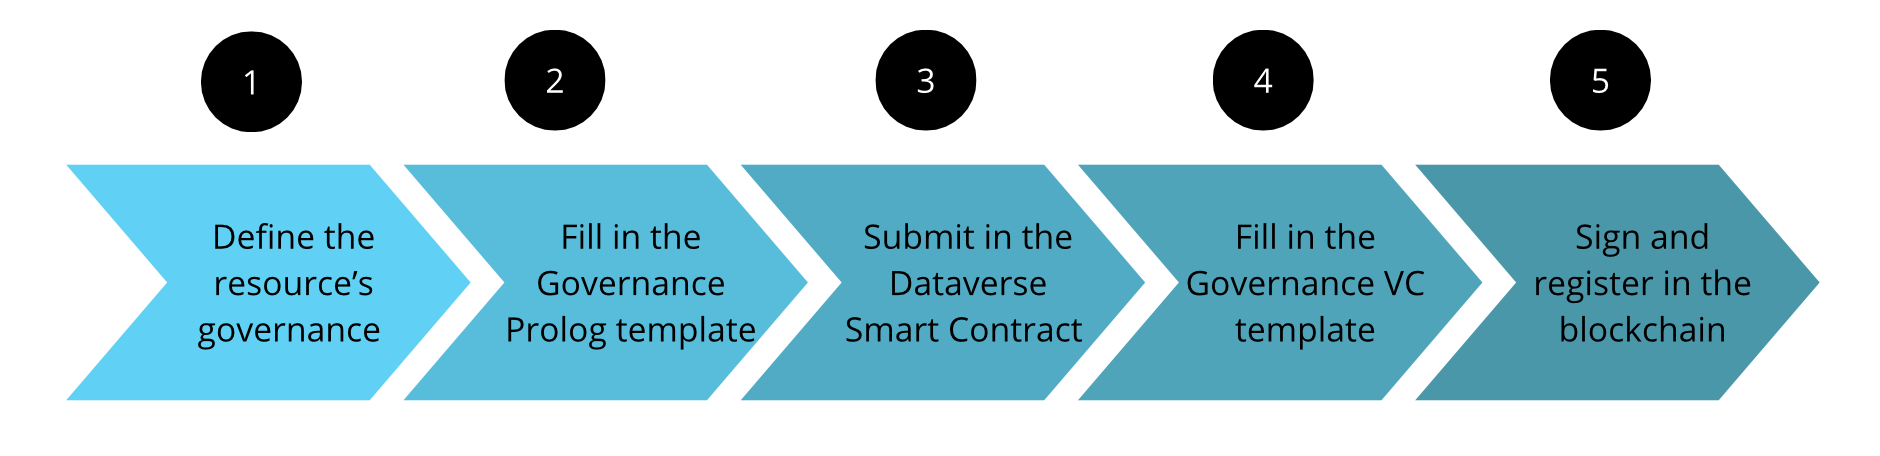 1
2
3
4
5
Define the
resource’s
governance
Fill in the
Governance
Prolog template
Submit in the
Dataverse
Smart Contract
Fill in the
Governance VC
template
Sign and
register in the
blockchain